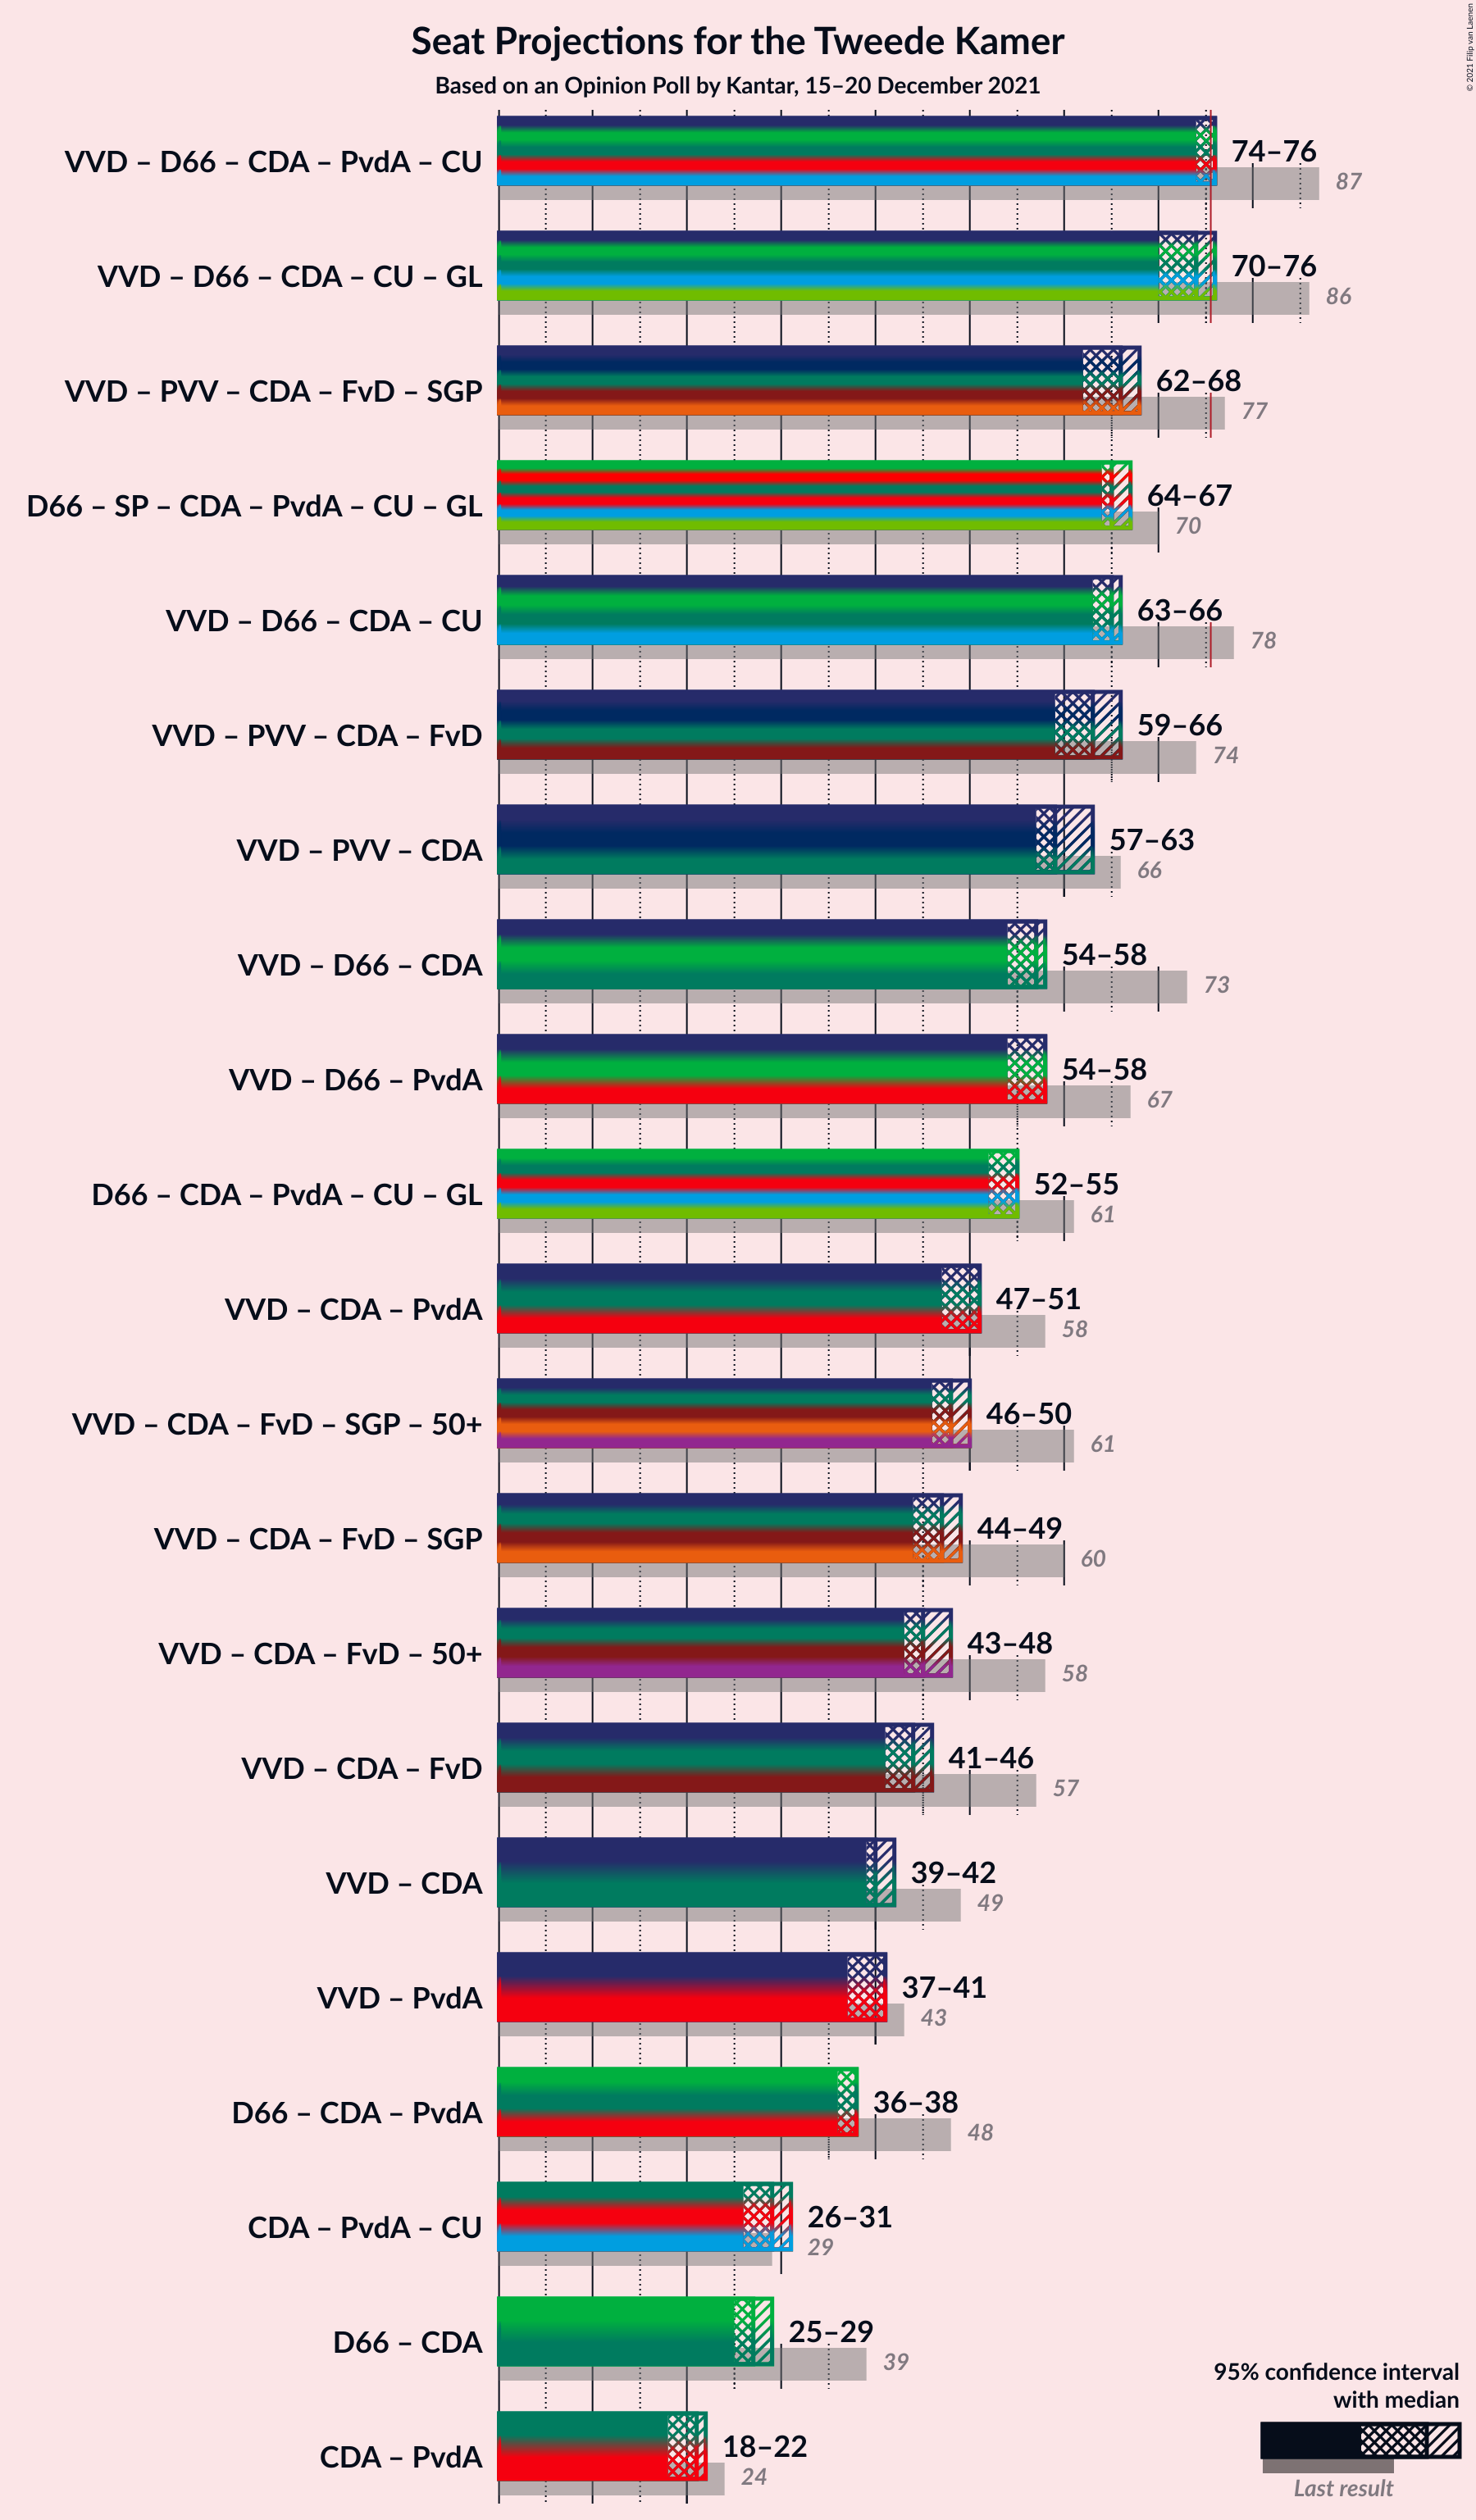 Seat Projections for the Tweede Kamer
Based on an Opinion Poll by Kantar, 15–20 December 2021
© 2021 Filip van Laenen
VVD – D66 – CDA – PvdA – CU
74–76
87
VVD – D66 – CDA – CU – GL
70–76
86
VVD – PVV – CDA – FvD – SGP
62–68
77
D66 – SP – CDA – PvdA – CU – GL
64–67
70
VVD – D66 – CDA – CU
63–66
78
VVD – PVV – CDA – FvD
59–66
74
VVD – PVV – CDA
57–63
66
VVD – D66 – CDA
54–58
73
VVD – D66 – PvdA
54–58
67
D66 – CDA – PvdA – CU – GL
52–55
61
VVD – CDA – PvdA
47–51
58
VVD – CDA – FvD – SGP – 50+
46–50
61
VVD – CDA – FvD – SGP
44–49
60
VVD – CDA – FvD – 50+
43–48
58
VVD – CDA – FvD
41–46
57
VVD – CDA
39–42
49
VVD – PvdA
37–41
43
D66 – CDA – PvdA
36–38
48
CDA – PvdA – CU
26–31
29
D66 – CDA
25–29
39
CDA – PvdA
18–22
24
95% confidence interval
with median
Last result